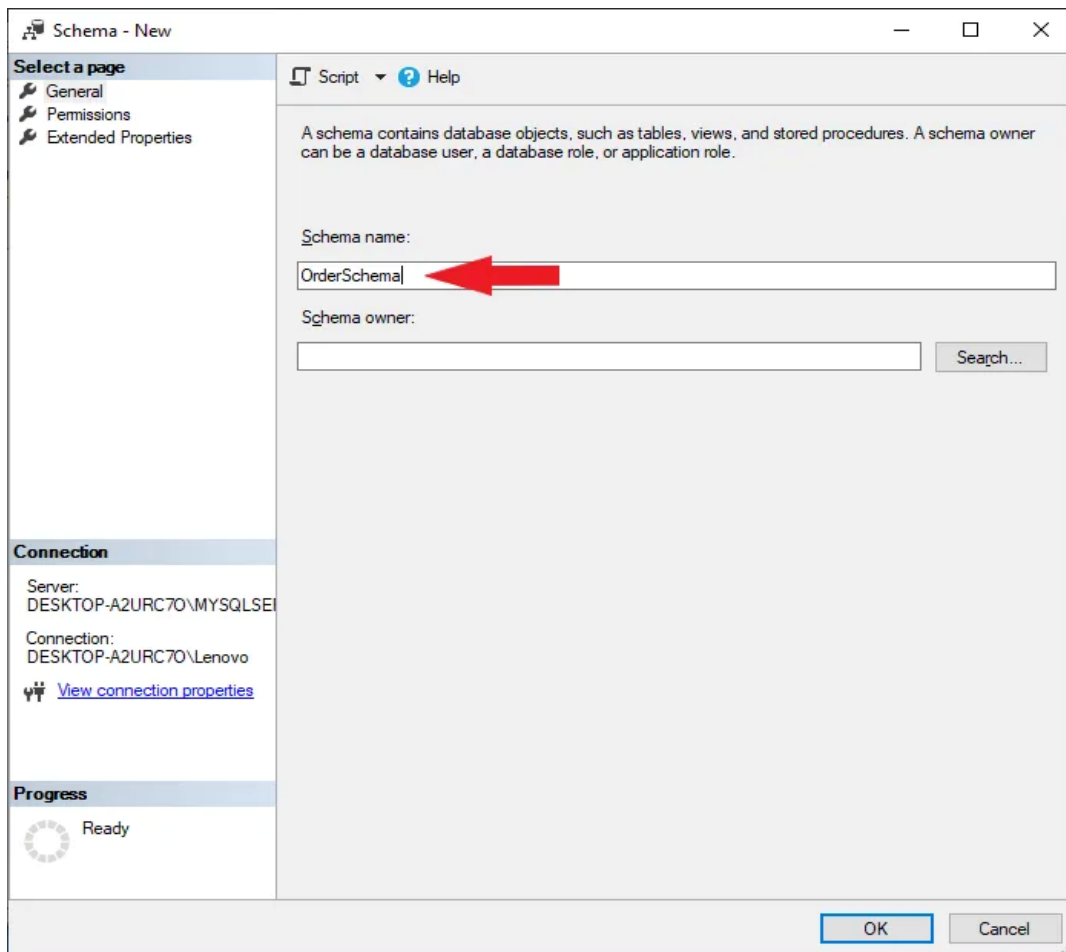 Schema - New
Select a page
General
Permissions
Extended Properties
Script
Help
A schema contains database objects, such as tables, views, and stored procedures. A schema owner
can be a database user, a database role, or application role.
Schema name:
OrderSchema
Schema owner:
Search...
Connection
Server:
DESKTOP-A2URC7O\MYSQLSE
Connection:
DESKTOP-A2URC7O\Lenovo
View connection properties
Progress
Ready
OK
Cancel